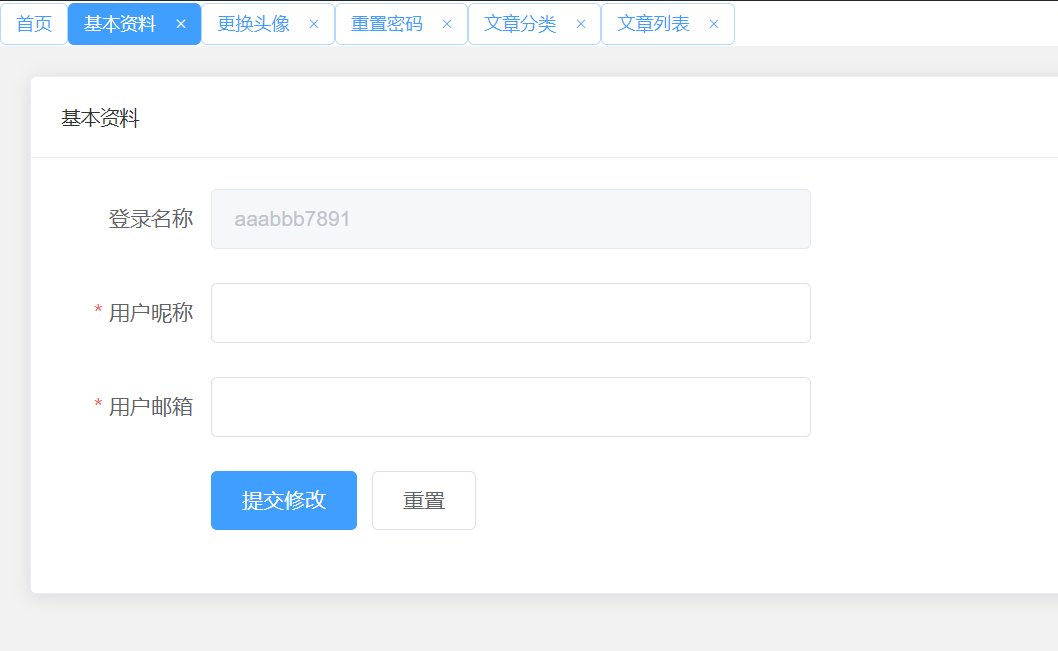 首页 基本资料 × 更换头像 × 重置密码 × 文章分类 × 文章列表 ×
基本资料
登录名称 aaabbb7891
* 用户昵称
* 用户邮箱
提交修改 重置